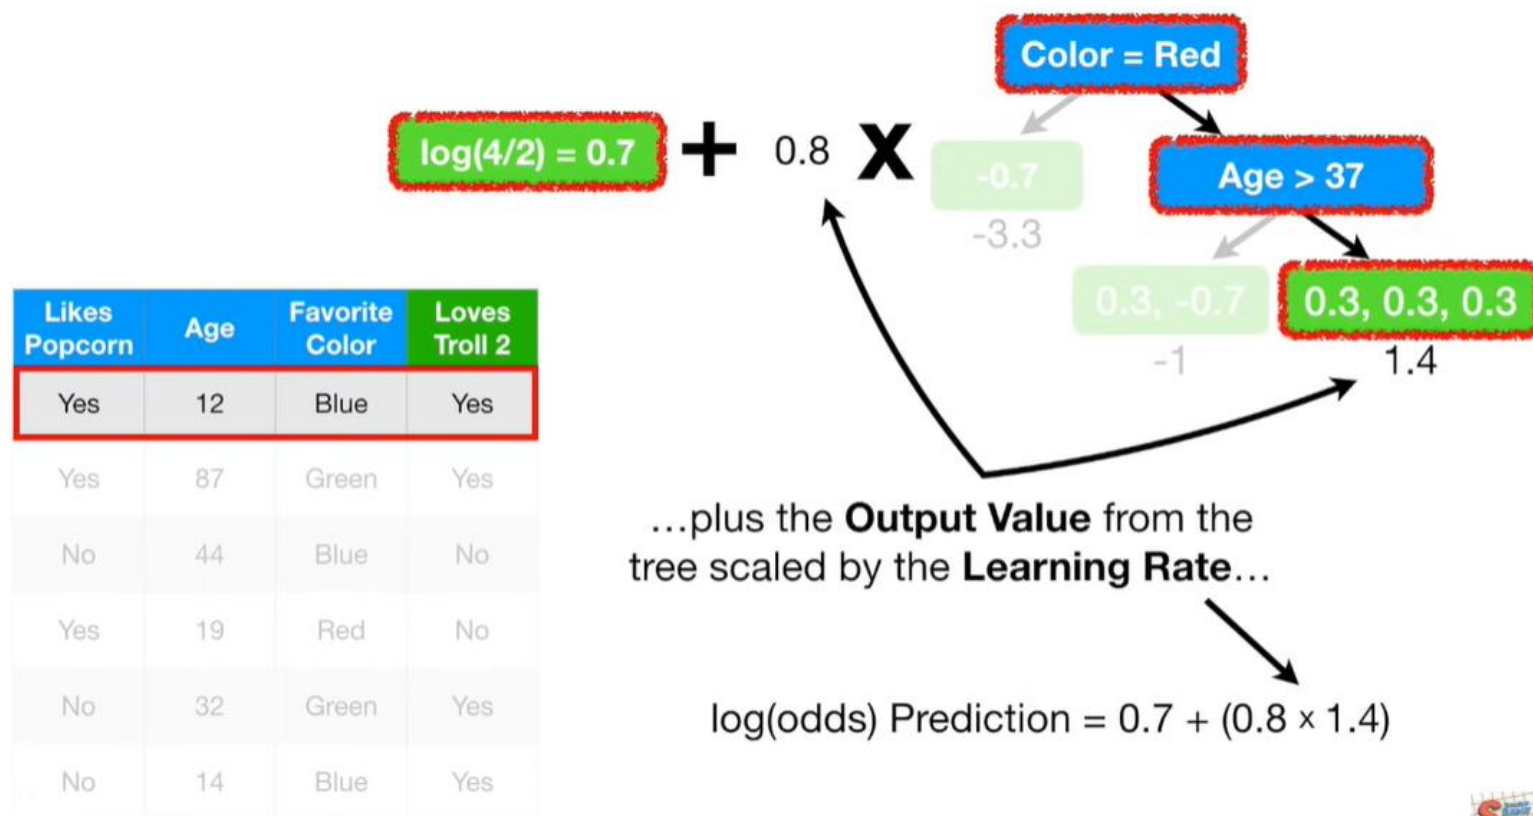 Color = Red
log(4/2) = 0.7 + 0.8 X
-0.7
Age > 37
-3.3
0.3, -0.7
0.3, 0.3, 0.3
-1
1.4
Likes Popcorn Age Favorite Color Loves Troll 2
Yes 12 Blue Yes
Yes 87 Green Yes
No 44 Blue No
Yes 19 Red No
No 32 Green Yes
No 14 Blue Yes
...plus the Output Value from the
tree scaled by the Learning Rate...
log(odds) Prediction = 0.7 + (0.8 × 1.4)